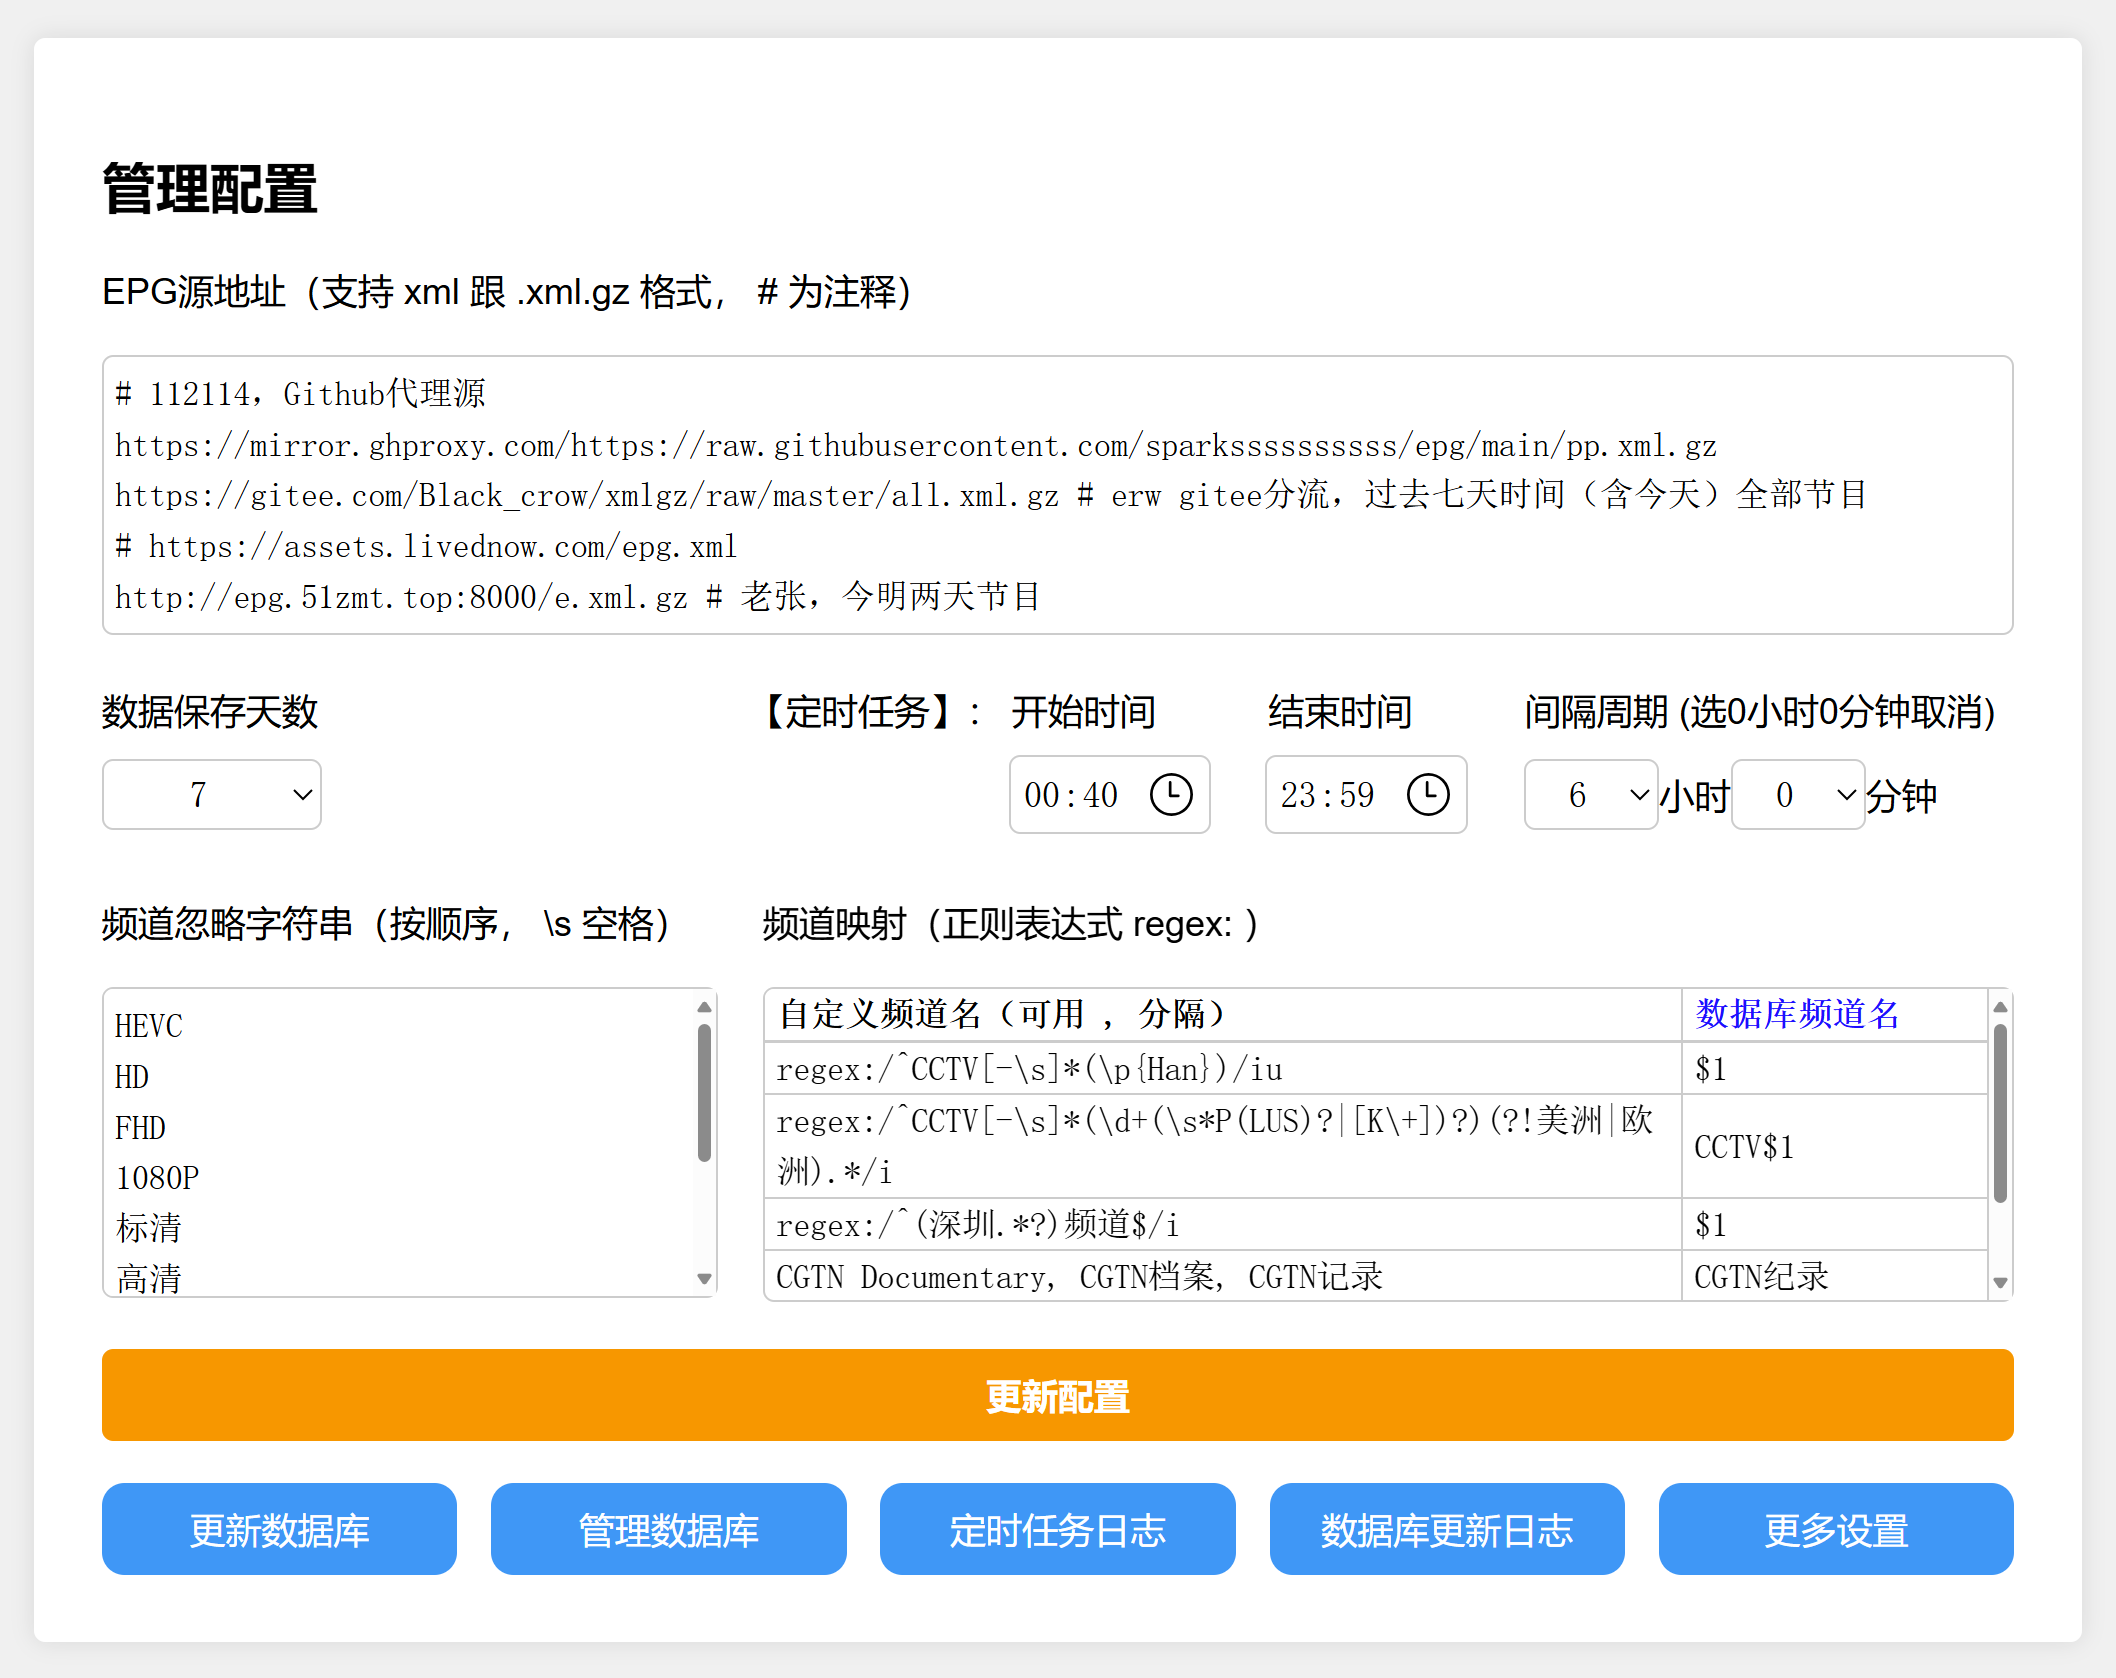 管理配置
EPG源地址（支持 xml 跟 .xml.gz 格式， # 为注释）
# 112114，Github代理源
https://mirror.ghproxy.com/https://raw.githubusercontent.com/sparkssssssssss/epg/main/pp.xml.gz
https://gitee.com/Black_crow/xmlgz/raw/master/all.xml.gz # erw gitee分流，过去七天时间（含今天）全部节目
# https://assets.livednow.com/epg.xml
http://epg.51zmt.top:8000/e.xml.gz # 老张，今明两天节目
数据保存天数
【定时任务】： 开始时间 结束时间 间隔周期 (选0小时0分钟取消)
7 00:40 23:59 6 小时 0 分钟
频道忽略字符串（按顺序， \s 空格）
频道映射（正则表达式 regex: ）
HEVC
HD
FHD
1080P
标清
高清
自定义频道名（可用 , 分隔） 数据库频道名
regex:/^CCTV[-\s]*(\p{Han})/iu $1
regex:/^CCTV[-\s]*(\d+(\s*P(LUS)?|[K\+])?)(?!美洲|欧
洲).*/i CCTV$1
regex:/^(深圳.*?)频道$/i $1
CGTN Documentary, CGTN档案, CGTN记录 CGTN纪录
更新配置
更新数据库 管理数据库 定时任务日志 数据库更新日志 更多设置